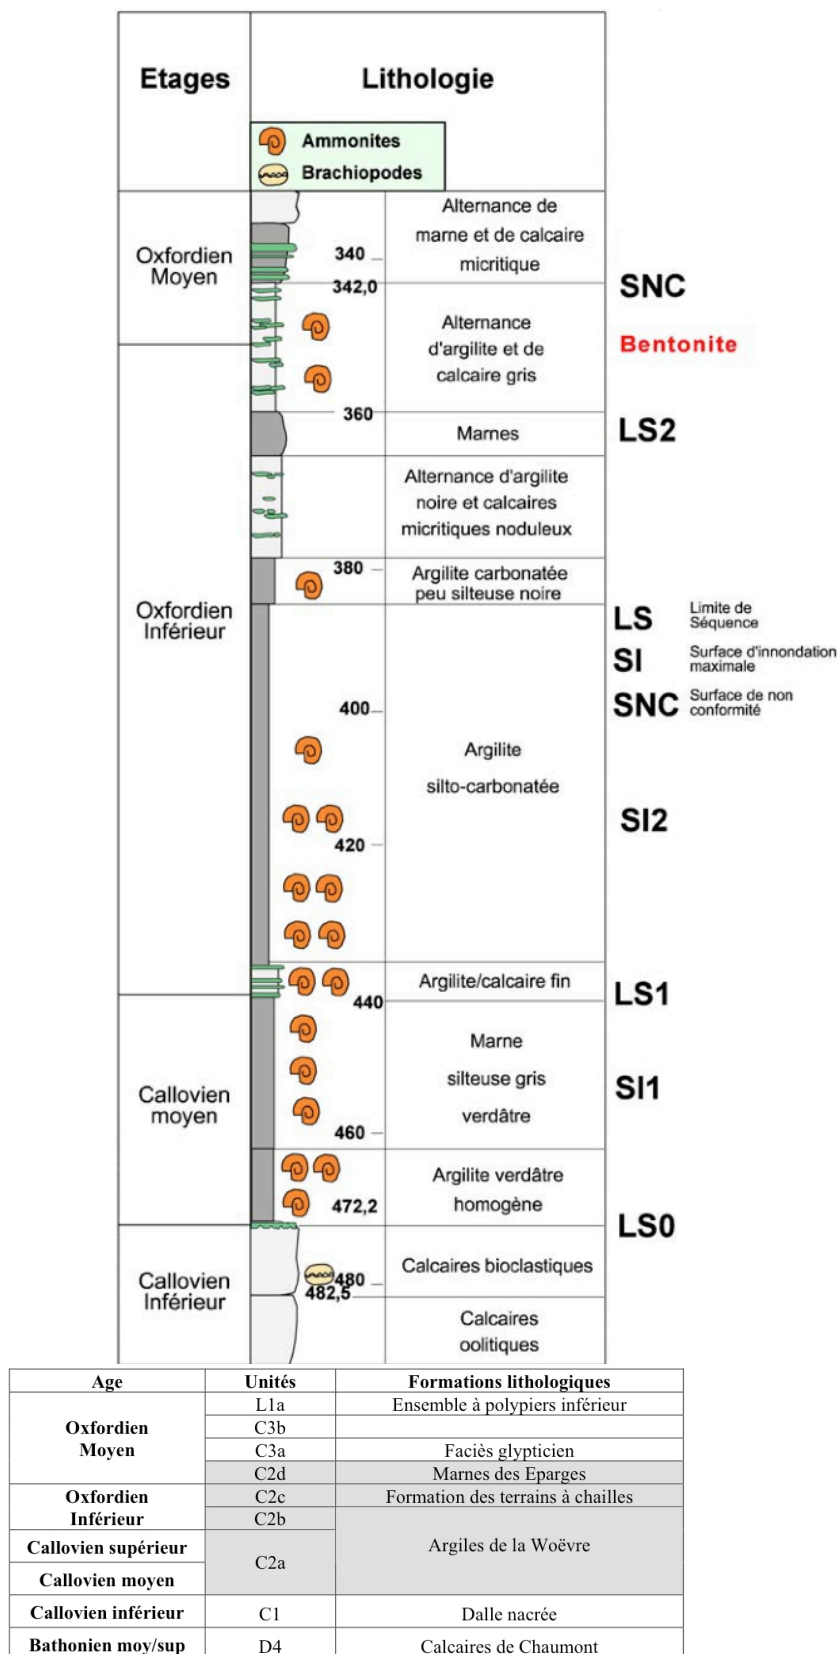 Etages
Lithologie
Ammonites
Brachiopodes
Oxfordien
Moyen
340
342,0
Alternance de
marne et de calcaire
micritique
SNC
Alternance
d'argilite et de
calcaire gris
Bentonite
360
Marnes
LS2
Alternance d'argilite
noire et calcaires
micritiques noduleux
380
Argilite carbonatée
peu silteuse noire
Oxfordien
Inférieur
LS
Limite de
Séquence
SI
Surface d'innondation
maximale
SNC
Surface de non
conformité
400
Argilite
silto-carbonatée
SI2
420
Argilite/calcaire fin
LS1
440
Marne
silteuse gris
verdâtre
SI1
Callovien
moyen
460
Argilite verdâtre
homogène
472,2
LS0
Callovien
Inférieur
Calcaires bioclastiques
480
482,5
Calcaires
oolitiques
Age Unités Formations lithologiques
L1a Ensemble à polypiers inférieur
Oxfordien C3b
Moyen C3a Faciès glypticien
C2d Marnes des Eparges
Oxfordien C2c Formation des terrains à chailles
Inférieur C2b
Callovien supérieur
C2a Argiles de la Woëvre
Callovien moyen
Callovien inférieur C1 Dalle nacrée
Bathonien moy/sup D4 Calcaires de Chaumont